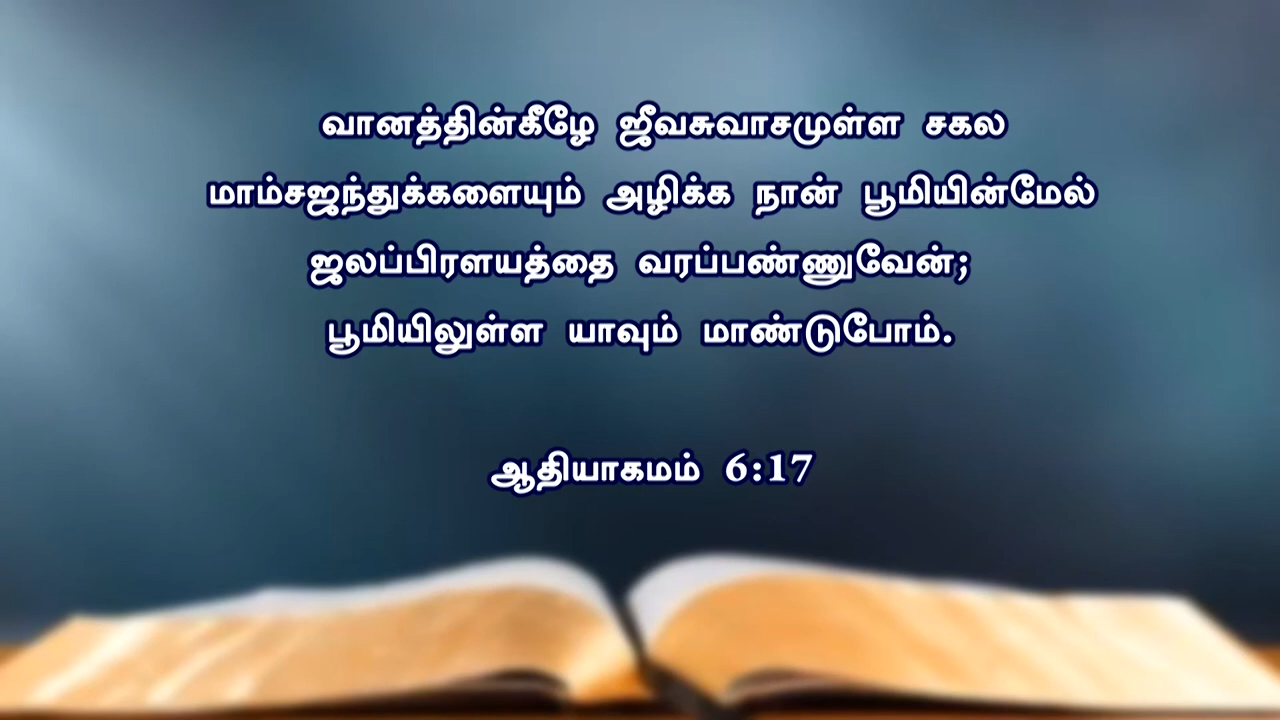 வானத்தின்கீழே ஜீவசுவாசமுள்ள சகல
மாம்சஜந்துக்களையும் அழிக்க நான் பூமியின்மேல்
ஜலப்பிரளயத்தை வரப்பண்ணுவேன்;
பூமியிலுள்ள யாவும் மாண்டுபோம்.
ஆதியாகமம் 6:17